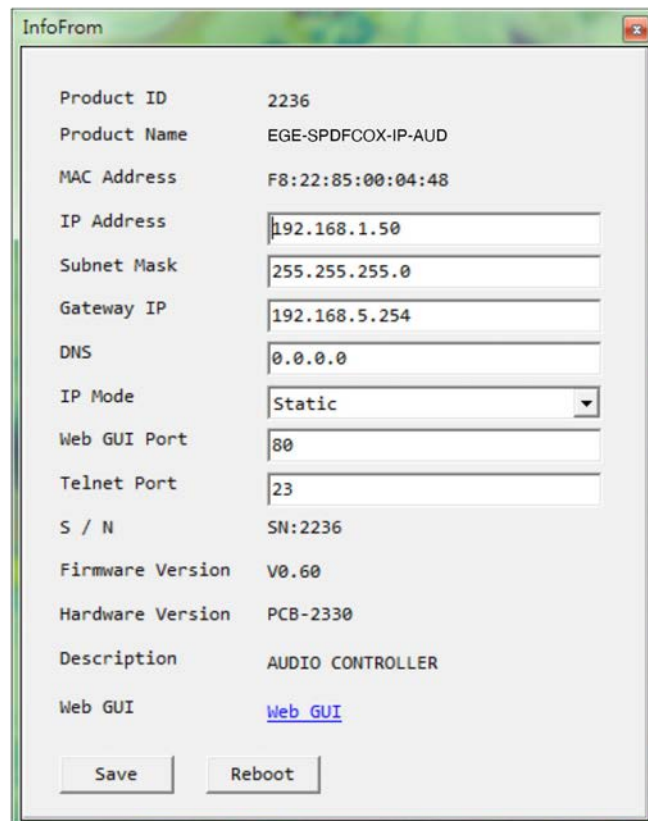 InfoFrom
Product ID 2236
Product Name EGE-SPDFCOX-IP-AUD
MAC Address F8:22:85:00:04:48
IP Address 192.168.1.50
Subnet Mask 255.255.255.0
Gateway IP 192.168.5.254
DNS 0.0.0.0
IP Mode Static
Web GUI Port 80
Telnet Port 23
S / N SN:2236
Firmware Version V0.60
Hardware Version PCB-2330
Description AUDIO CONTROLLER
Web GUI Web GUI
Save Reboot